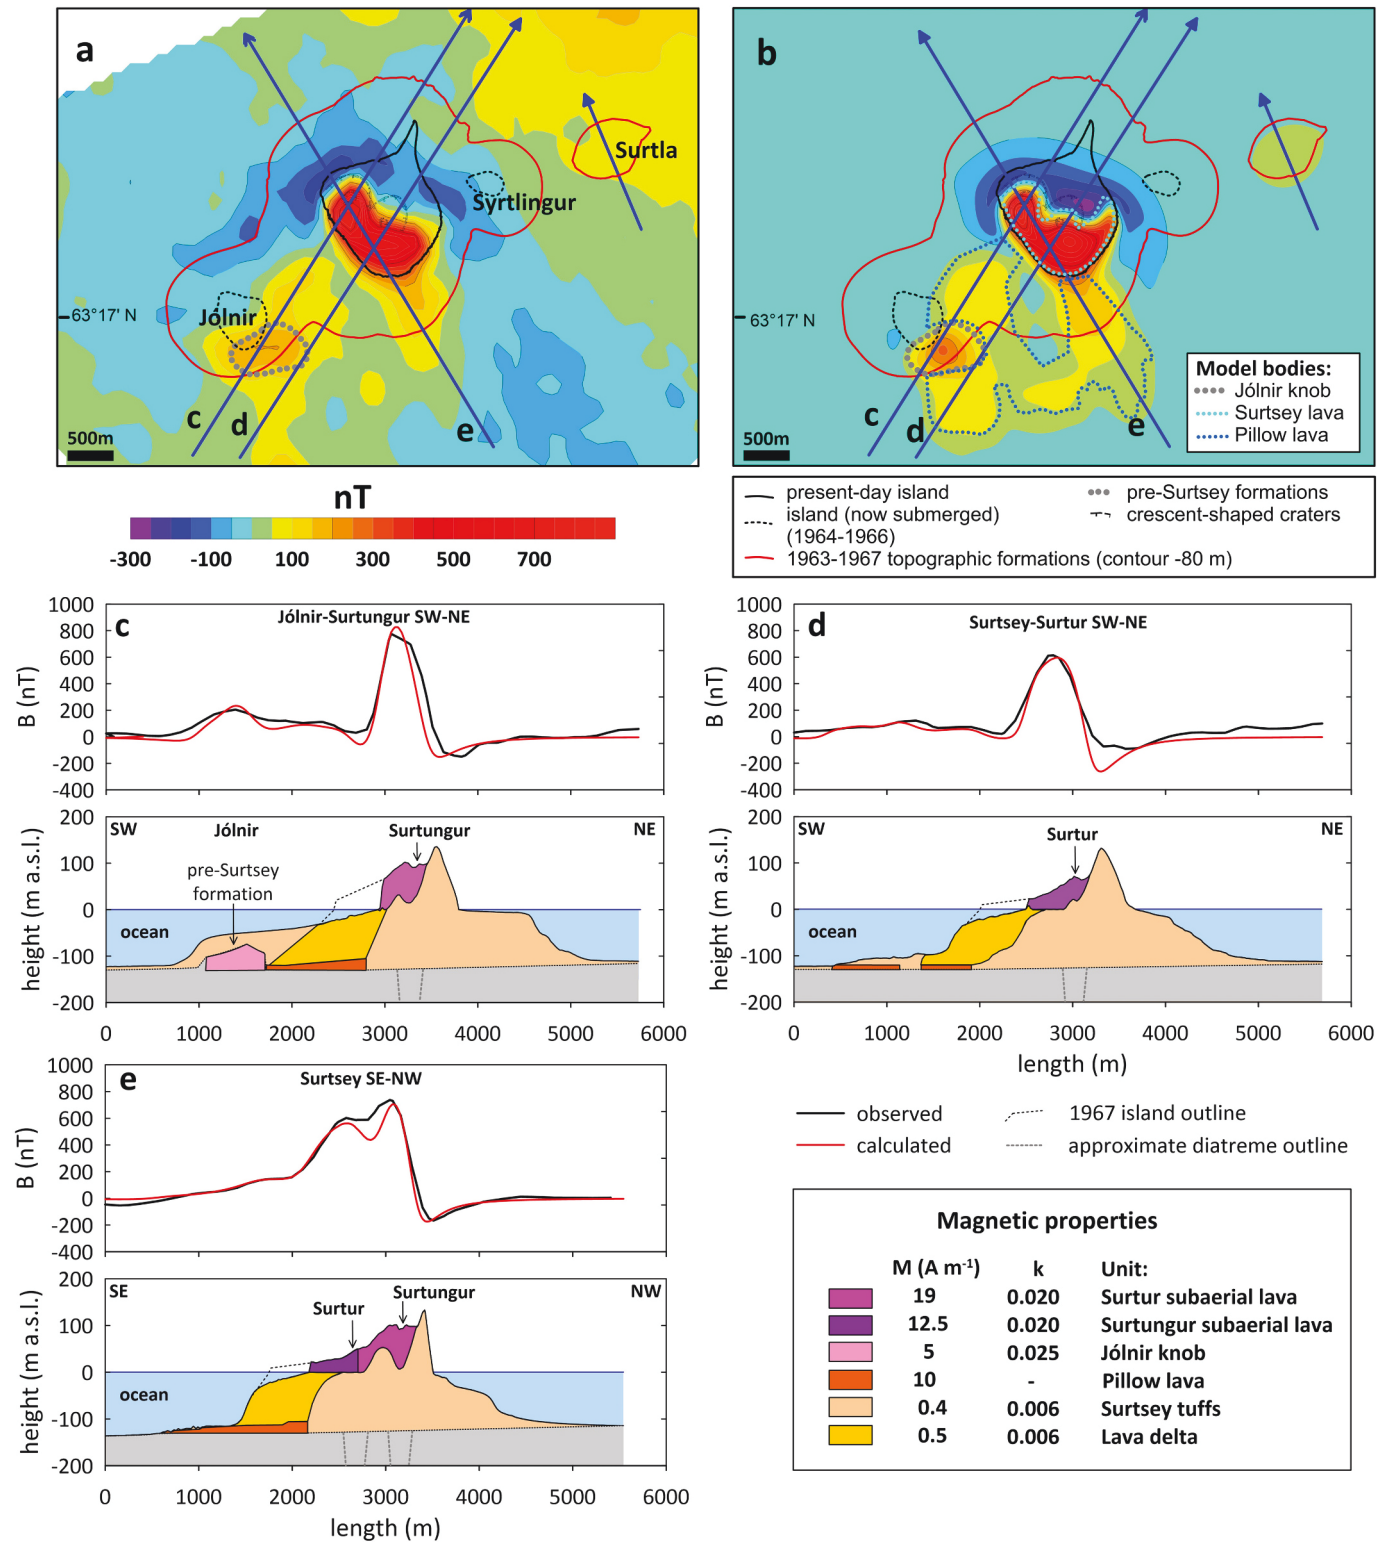 a
Surtla
Syrtlingur
63°17' N
Jólnir
c
d
e
500m
b
63°17' N
c
d
e
500m
Model bodies:
Jólnir knob
Surtsey lava
Pillow lava
nT
-300 -100 100 300 500 700
present-day island
island (now submerged)
(1964-1966)
pre-Surtsey formations
crescent-shaped craters
1963-1967 topographic formations (contour -80 m)
c
Jólnir-Surtungur SW-NE
B (nT)
1000
800
600
400
200
0
-200
-400
SW
Jólnir
Surtungur
NE
pre-Surtsey
formation
ocean
height (m a.s.l.)
200
100
0
-100
-200
0 1000 2000 3000 4000 5000 6000
d
Surtsey-Surtur SW-NE
B (nT)
1000
800
600
400
200
0
-200
-400
SW
Surtur
NE
ocean
height (m a.s.l.)
200
100
0
-100
-200
0 1000 2000 3000 4000 5000 6000
length (m)
e
Surtsey SE-NW
B (nT)
1000
800
600
400
200
0
-200
-400
SE
Surtur
Surtungur
NW
ocean
height (m a.s.l.)
200
100
0
-100
-200
0 1000 2000 3000 4000 5000 6000
length (m)
observed
1967 island outline
calculated
approximate diatreme outline
Magnetic properties
M (A m⁻¹) k Unit:
19 0.020 Surtur subaerial lava
12.5 0.020 Surtungur subaerial lava
5 0.025 Jólnir knob
10 - Pillow lava
0.4 0.006 Surtsey tuffs
0.5 0.006 Lava delta